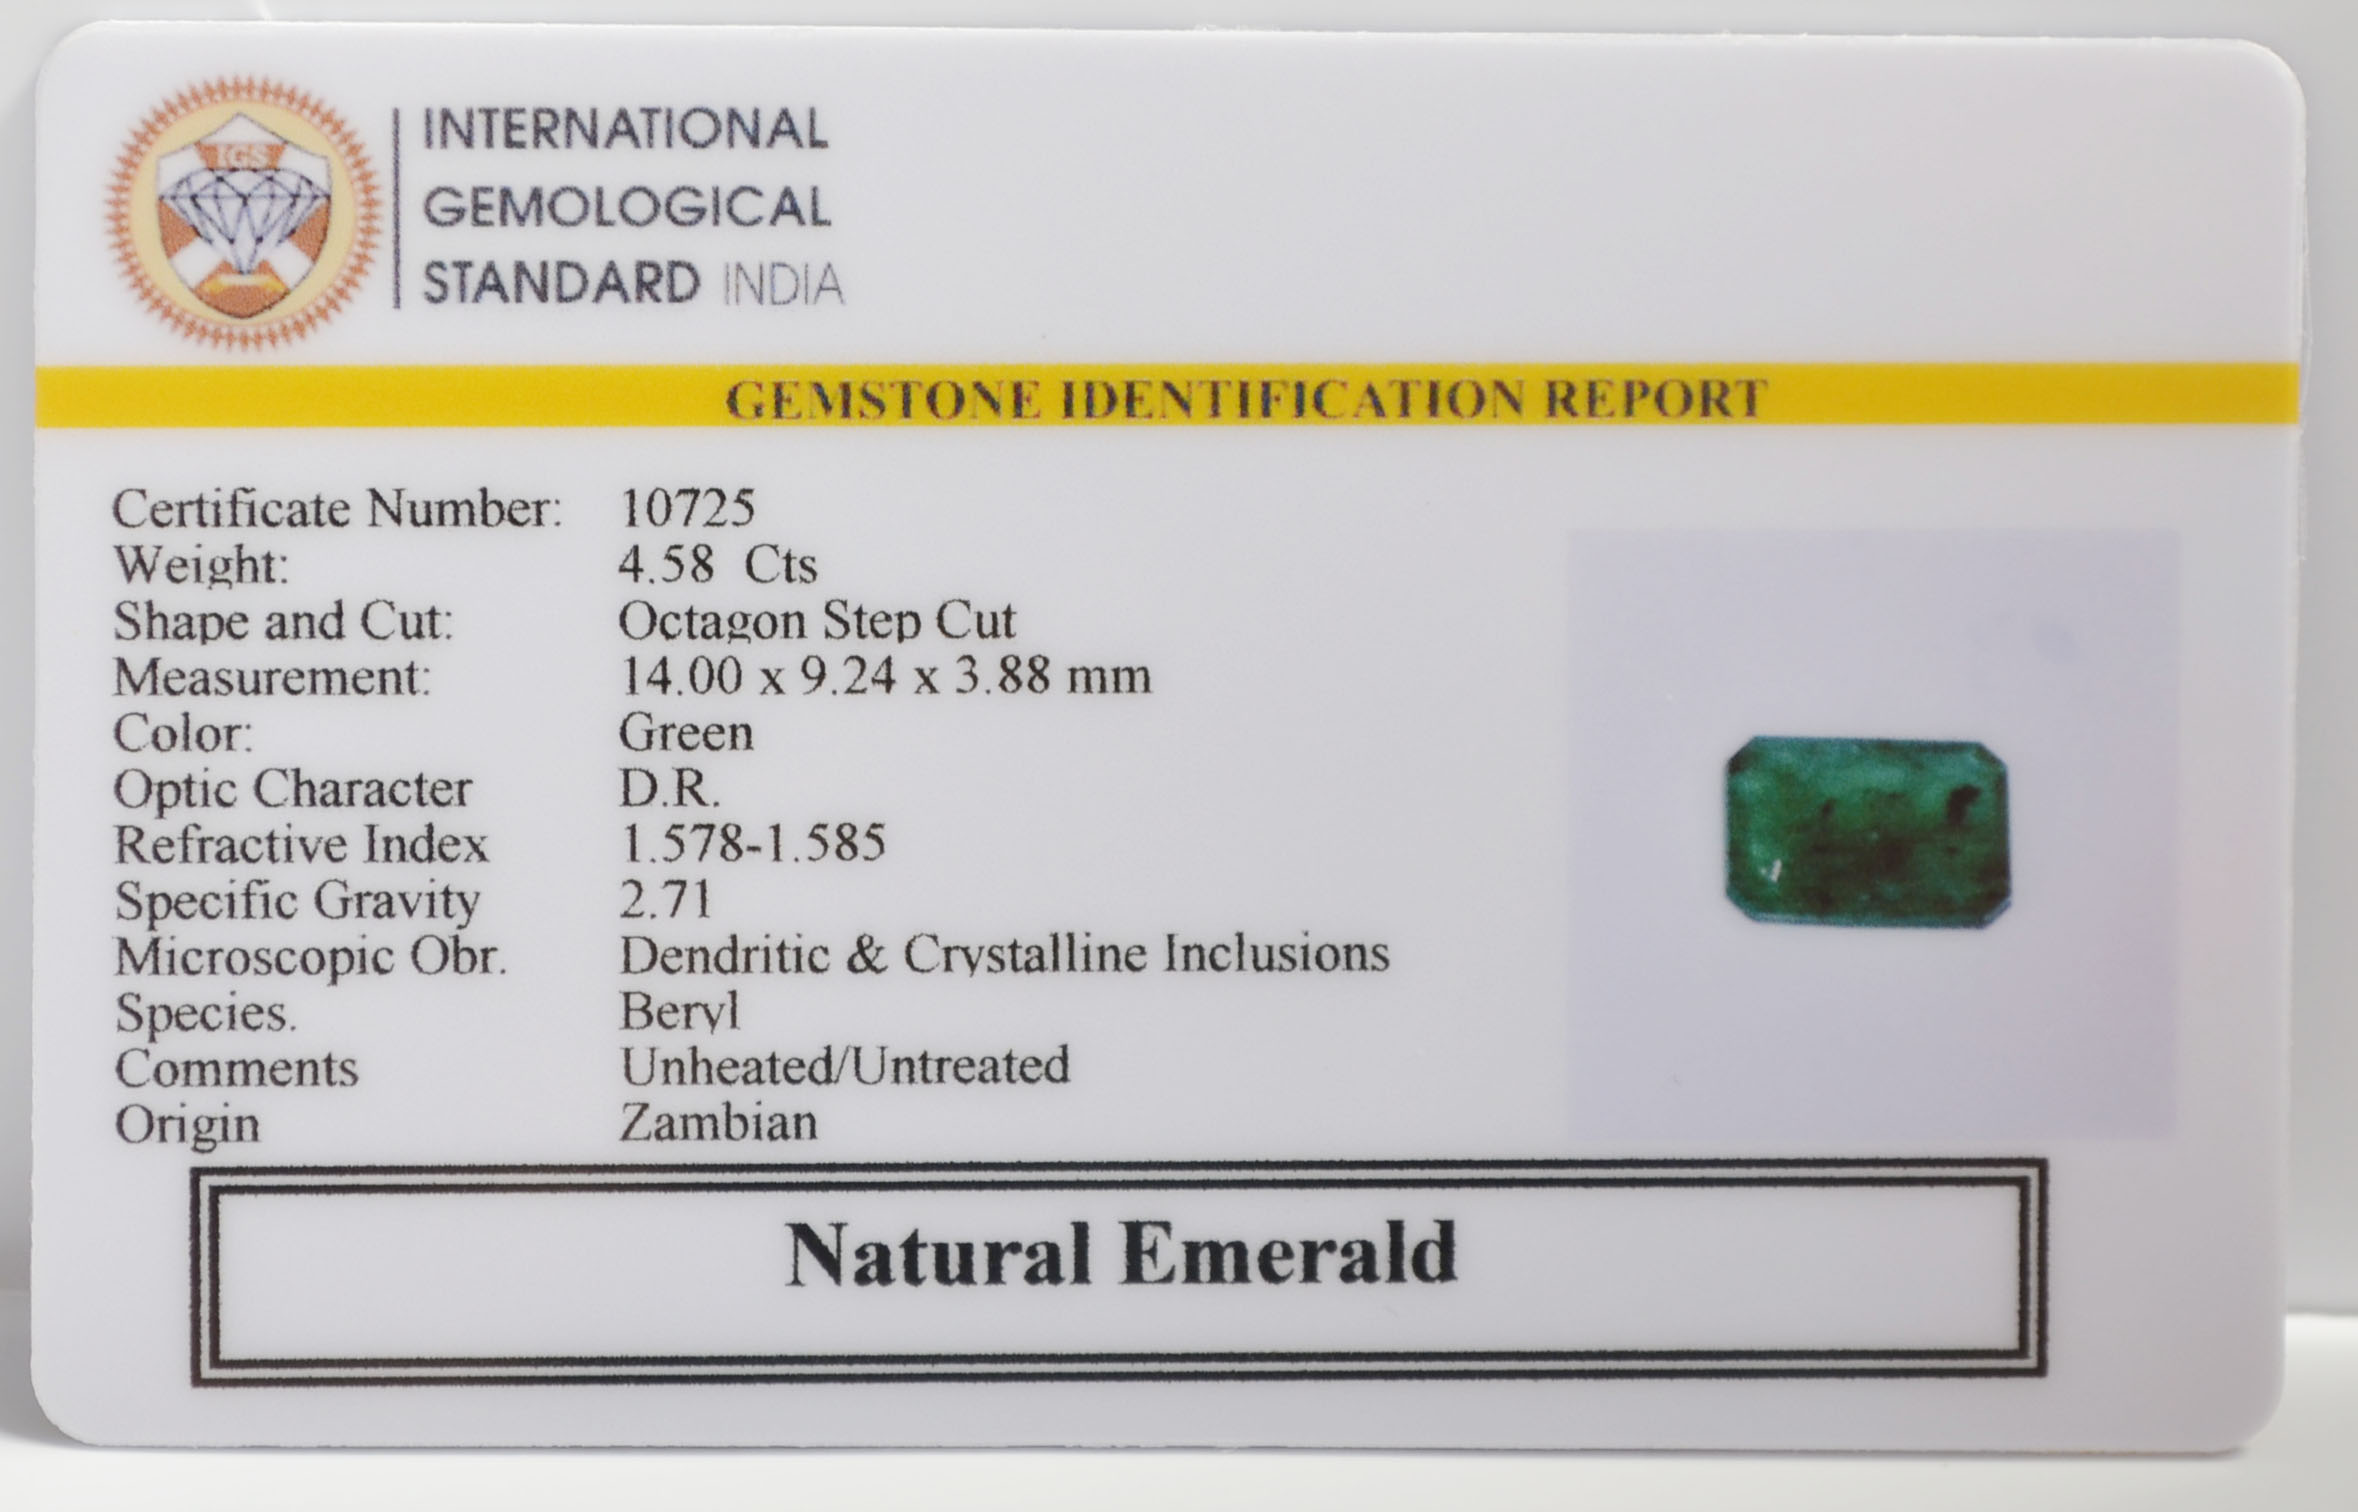 IGS
INTERNATIONAL
GEMOLOGICAL
STANDARD INDIA
GEMSTONE IDENTIFICATION REPORT
Certificate Number: 10725
Weight: 4.58 Cts
Shape and Cut: Octagon Step Cut
Measurement: 14.00 x 9.24 x 3.88 mm
Color: Green
Optic Character D.R.
Refractive Index 1.578-1.585
Specific Gravity 2.71
Microscopic Obr. Dendritic & Crystalline Inclusions
Species. Beryl
Comments Unheated/Untreated
Origin Zambian
Natural Emerald